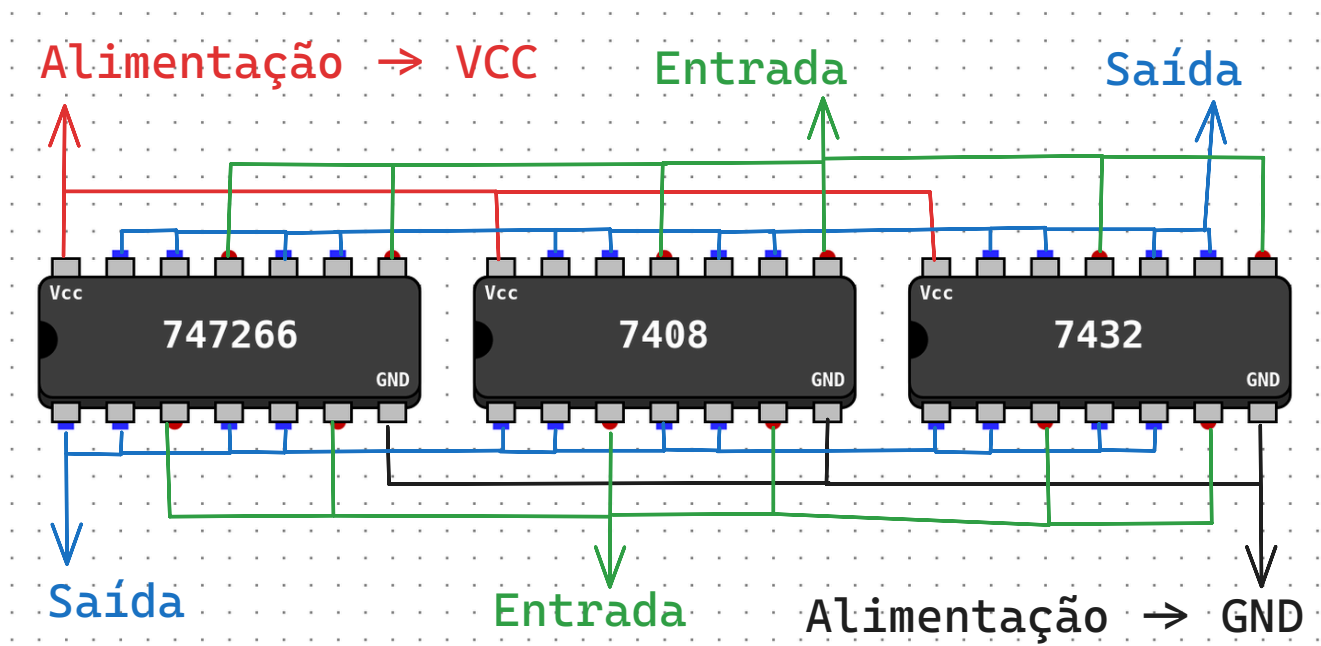 Alimentação -> VCC
Entrada
Saída
Vcc
747266
GND
Vcc
7408
GND
Vcc
7432
GND
Saída
Entrada
Alimentação -> GND